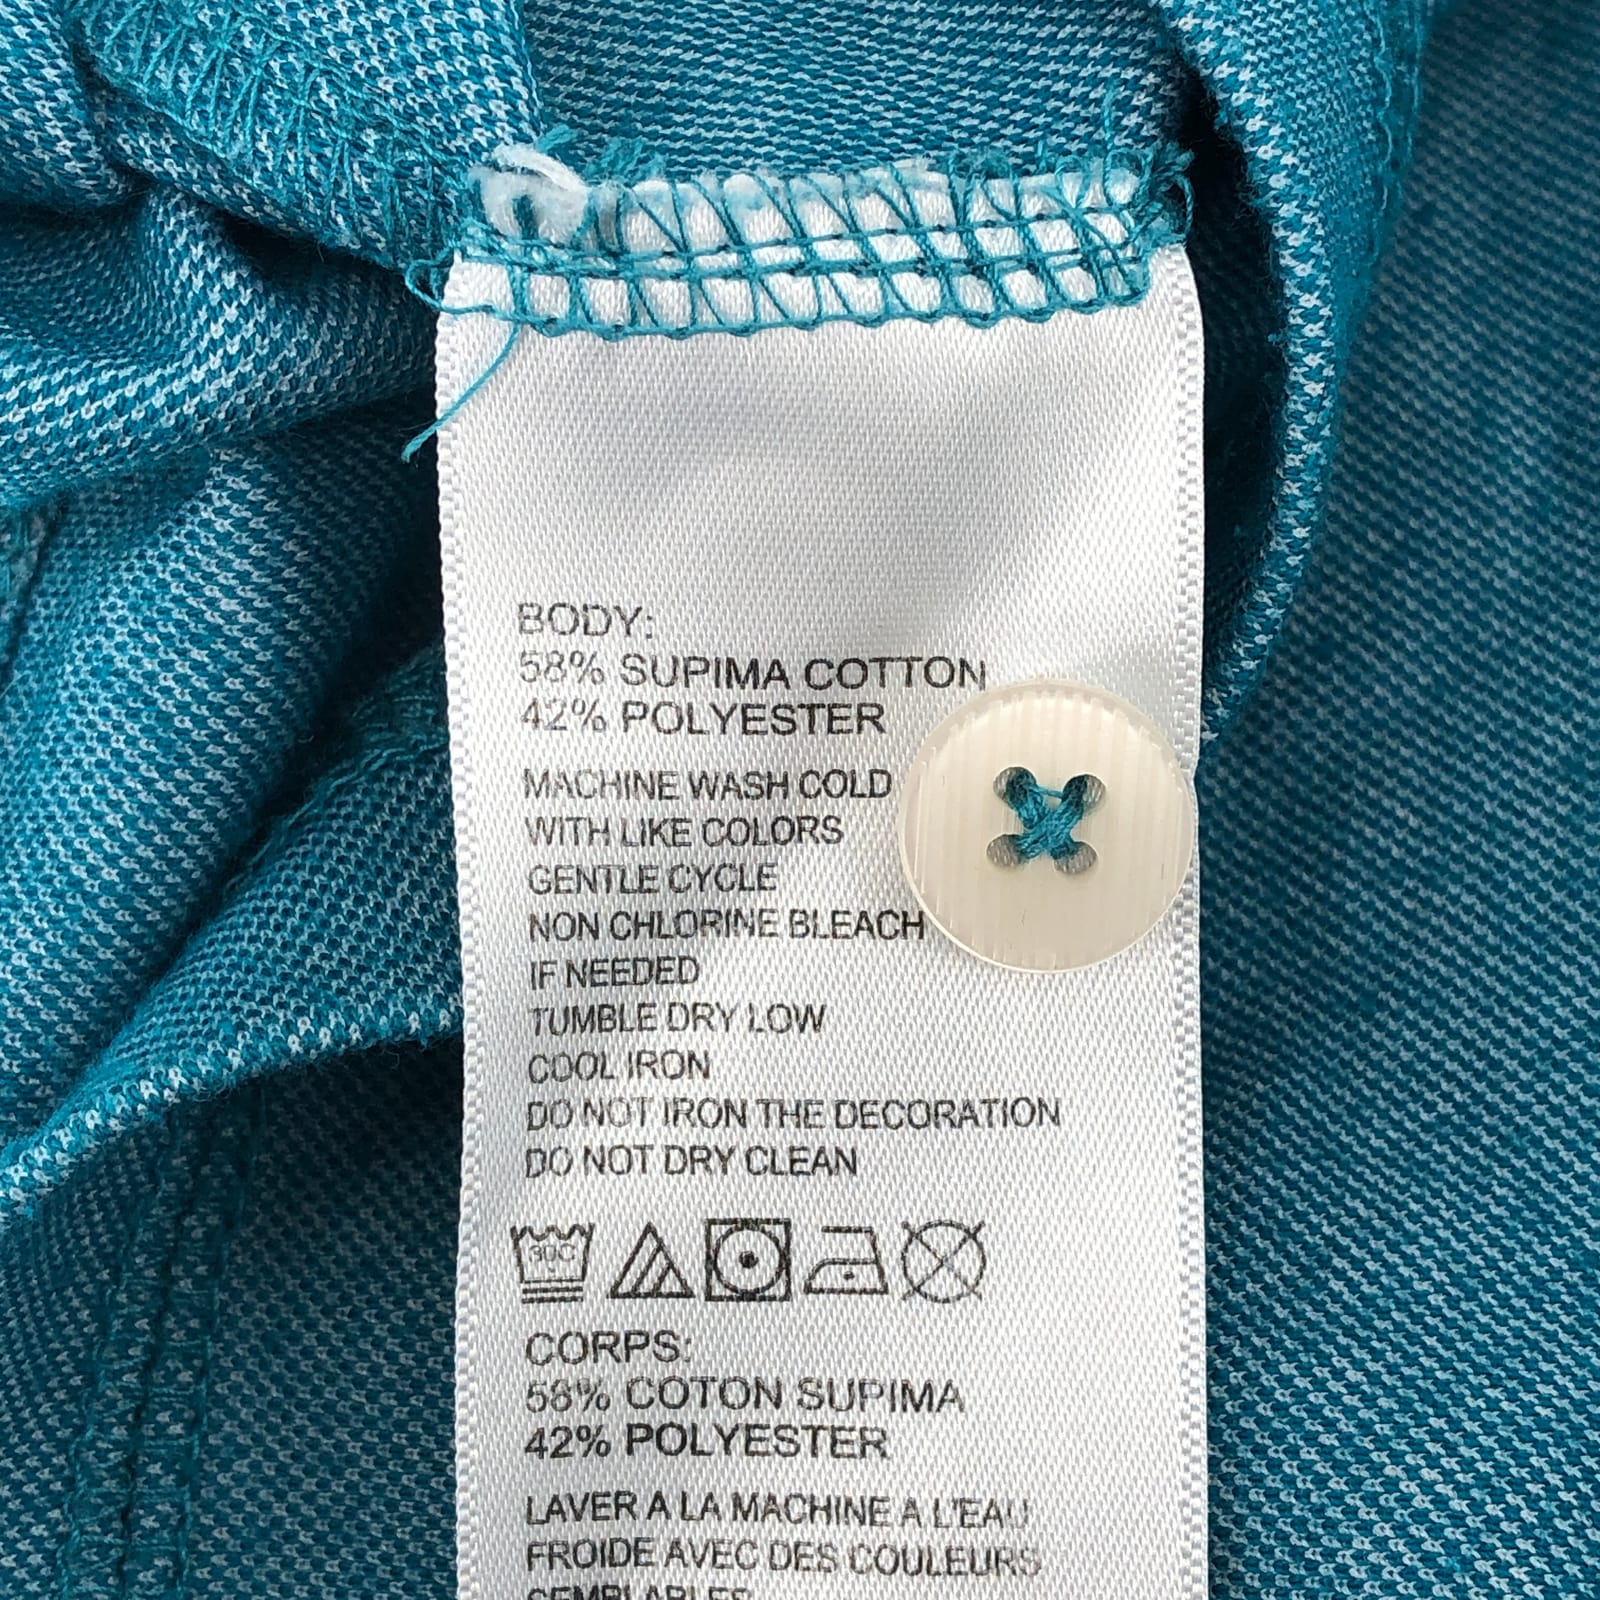 BODY:
58% SUPIMA COTTON
42% POLYESTER
MACHINE WASH COLD
WITH LIKE COLORS
GENTLE CYCLE
NON CHLORINE BLEACH
IF NEEDED
TUMBLE DRY LOW
COOL IRON
DO NOT IRON THE DECORATION
DO NOT DRY CLEAN
30C
CORPS:
58% COTON SUPIMA
42% POLYESTER
LAVER A LA MACHINE A L'EAU
FROIDE AVEC DES COULEURS
SEMBLABLES